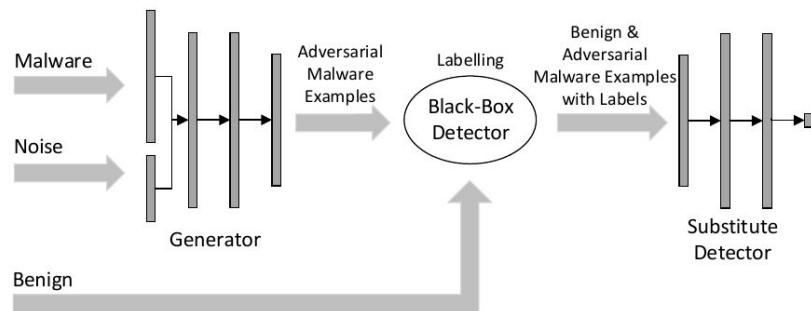 Malware
Noise
Benign
Generator
Adversarial
Malware
Examples
Labelling
Black-Box
Detector
Benign &
Adversarial
Malware Examples
with Labels
Substitute
Detector